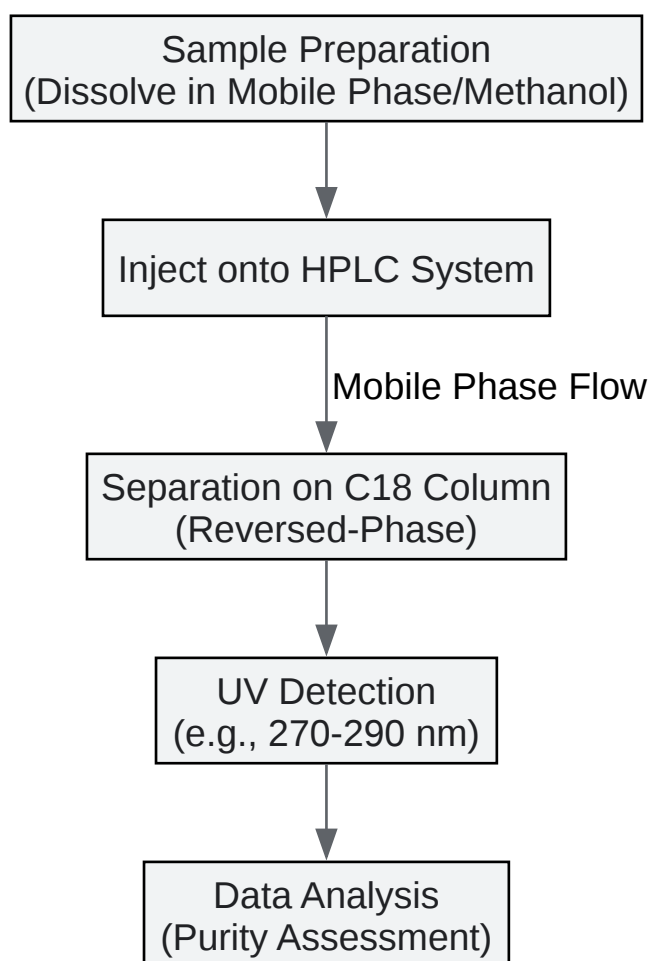 Sample Preparation
(Dissolve in Mobile Phase/Methanol)
Inject onto HPLC System
Mobile Phase Flow
Separation on C18 Column
(Reversed-Phase)
UV Detection
(e.g., 270-290 nm)
Data Analysis
(Purity Assessment)